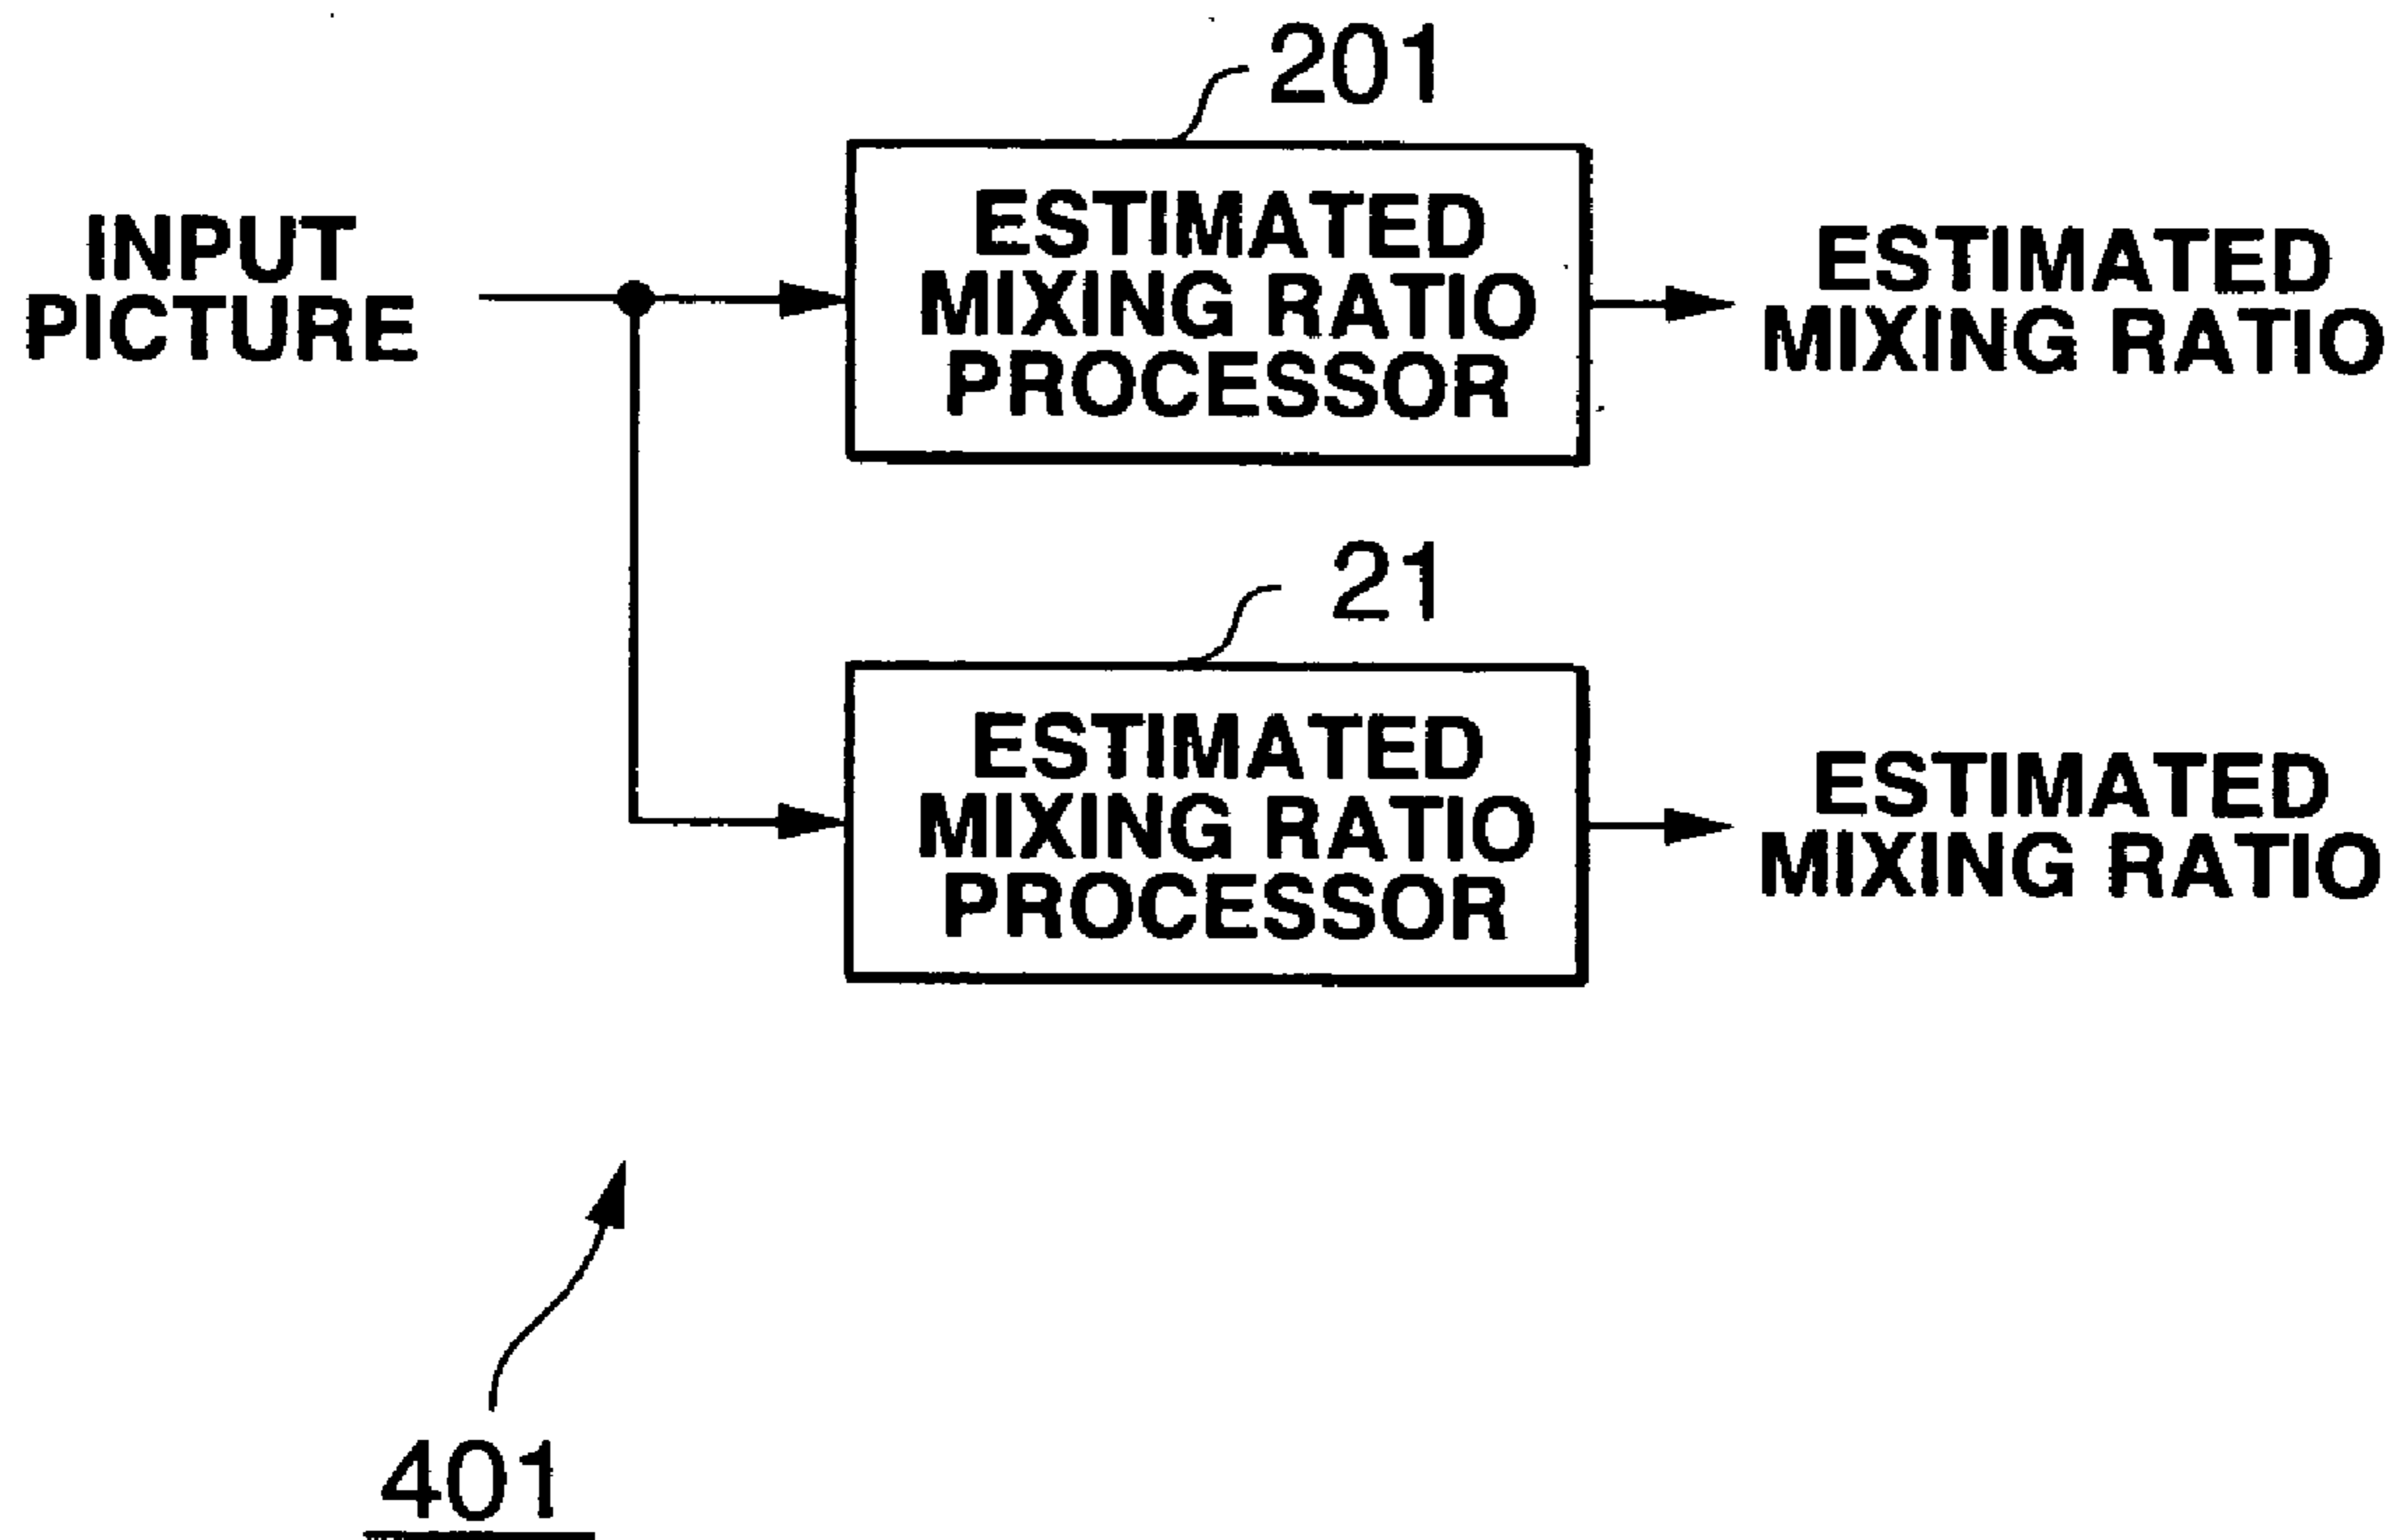 201
INPUT
PICTURE
ESTIMATED
MIXING RATIO
PROCESSOR
ESTIMATED
MIXING RATIO
21
ESTIMATED
MIXING RATIO
PROCESSOR
ESTIMATED
MIXING RATIO
401